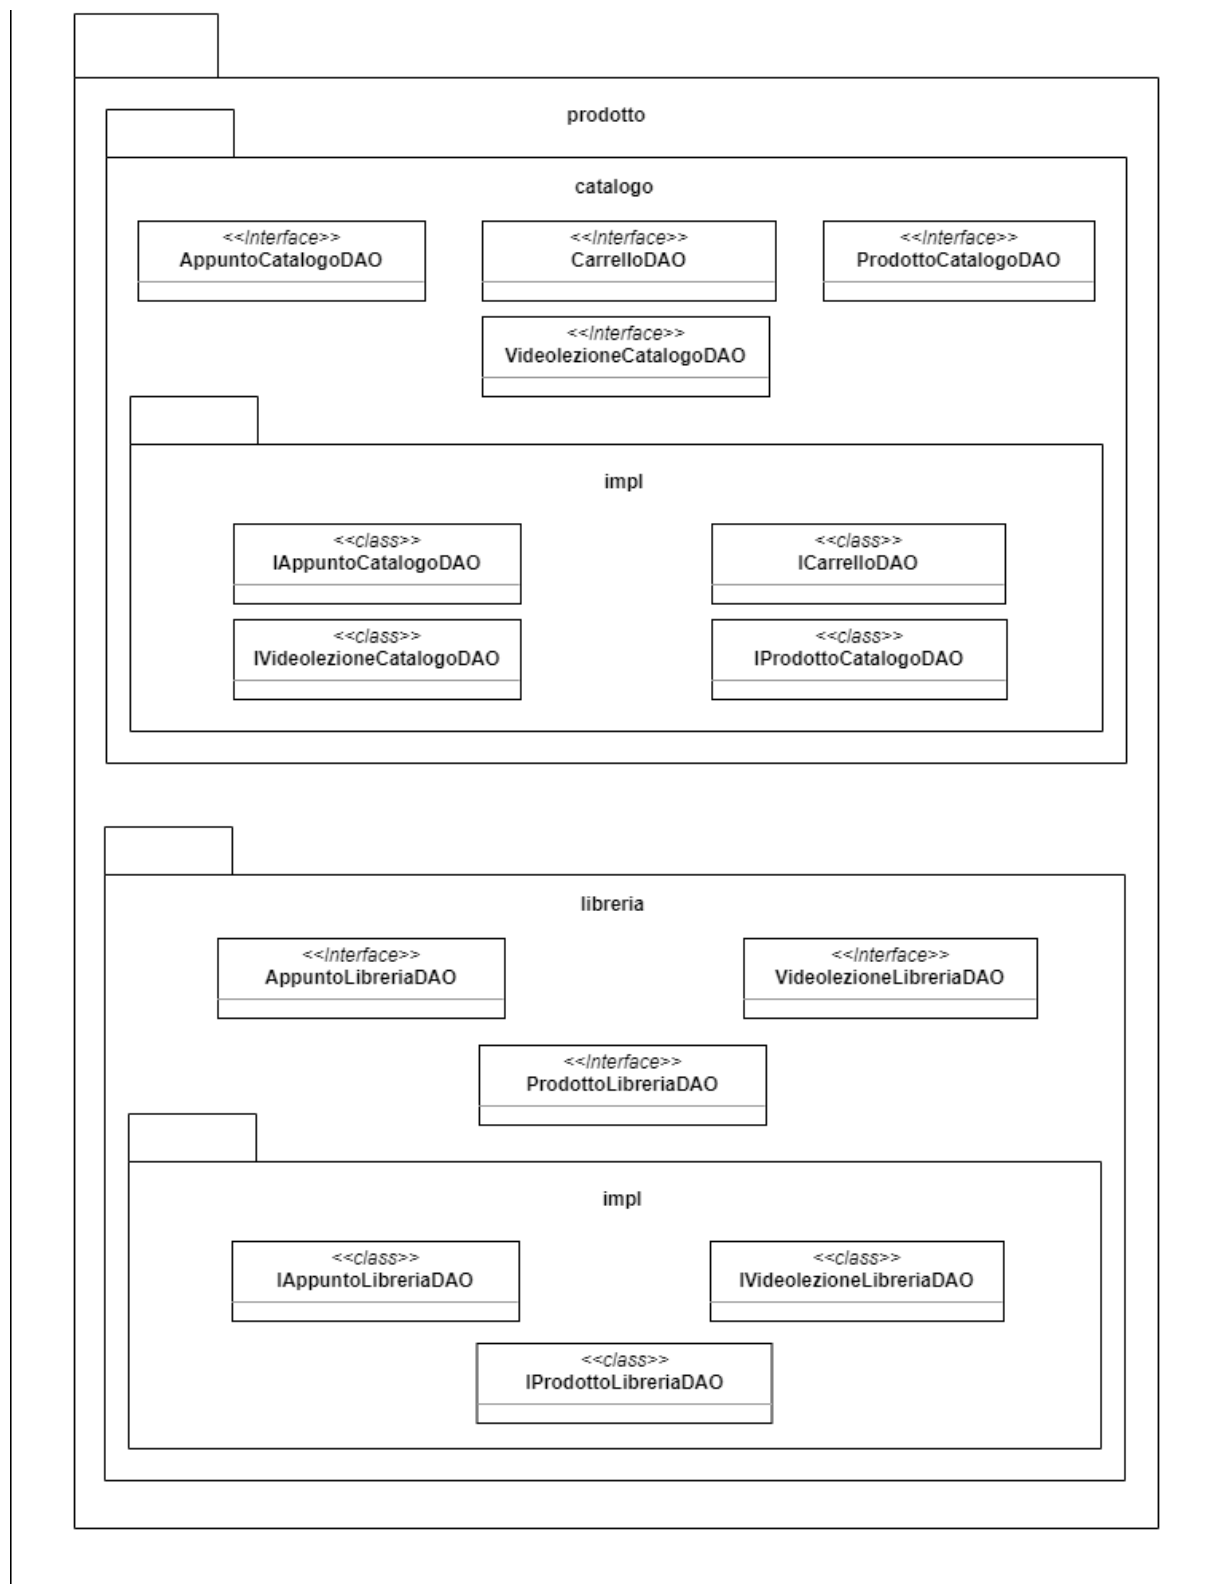 prodotto
catalogo
<<Interface>>
AppuntoCatalogoDAO
<<Interface>>
CarrelloDAO
<<Interface>>
ProdottoCatalogoDAO
<<Interface>>
VideolezioneCatalogoDAO
impl
<<class>>
IAppuntoCatalogoDAO
<<class>>
ICarrelloDAO
<<class>>
IVideolezioneCatalogoDAO
<<class>>
IProdottoCatalogoDAO
libreria
<<Interface>>
AppuntoLibreriaDAO
<<Interface>>
VideolezioneLibreriaDAO
<<Interface>>
ProdottoLibreriaDAO
impl
<<class>>
IAppuntoLibreriaDAO
<<class>>
IVideolezioneLibreriaDAO
<<class>>
IProdottoLibreriaDAO